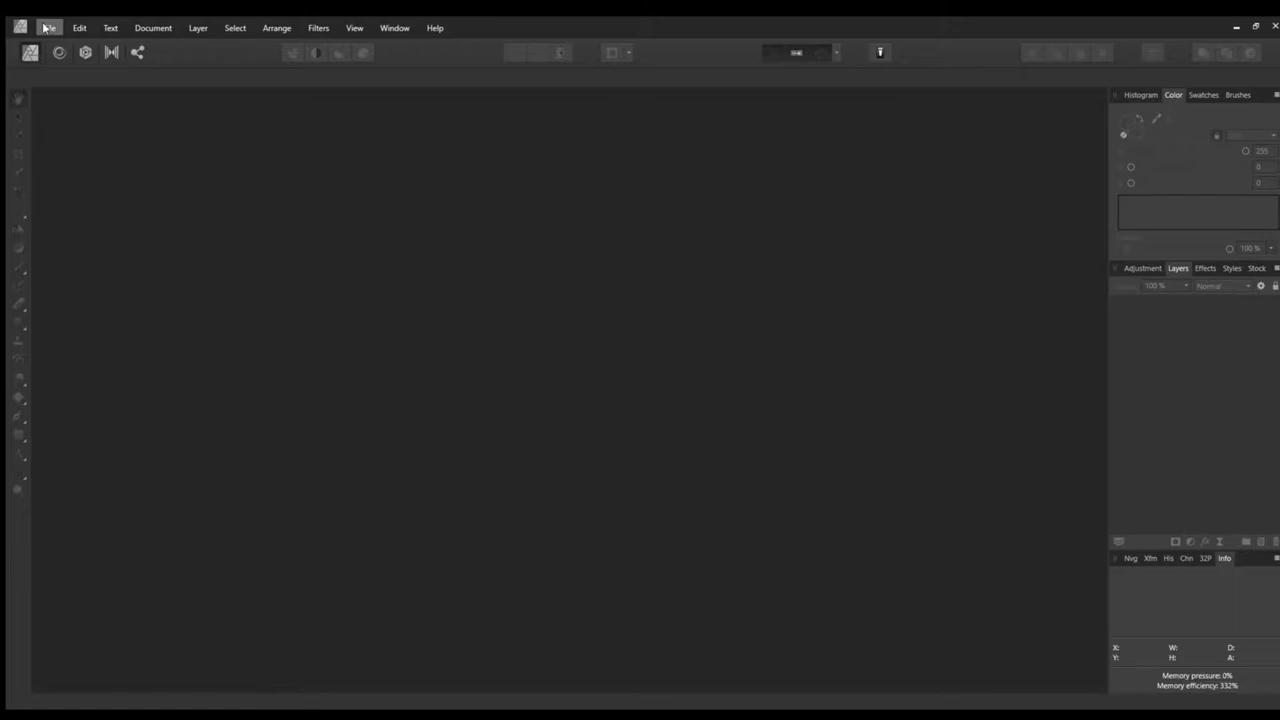 File Edit Text Document Layer Select Arrange Filters View Window Help
Histogram Color Swatches Brushes
255
0
0
100 %
Adjustment Layers Effects Styles Stock
100 % Normal
Nvg Xfm His Chn 32P Info
X: W: D:
Y: H: A:
Memory pressure: 0%
Memory efficiency: 332%